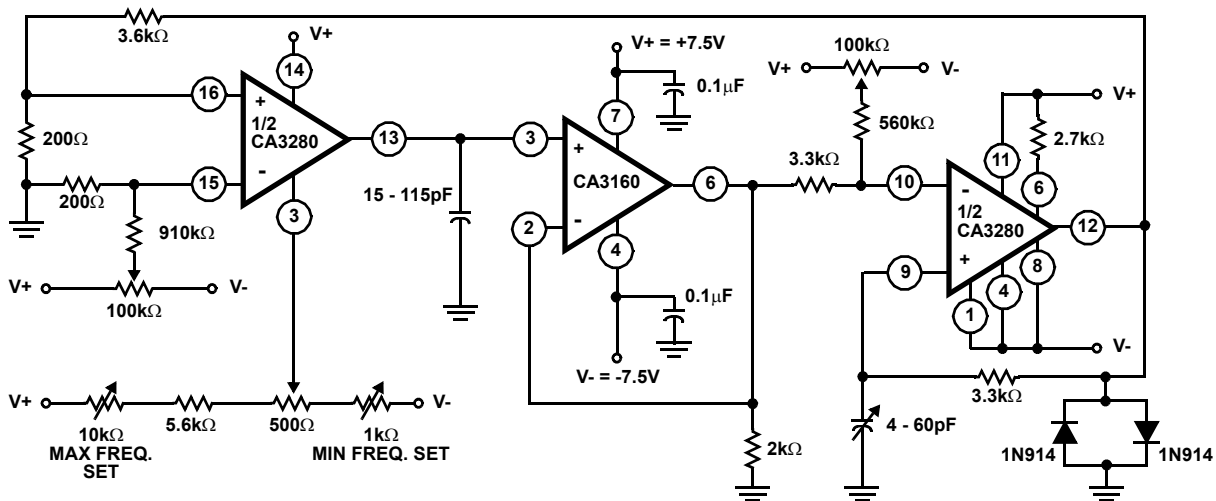 3.6kΩ
V+
14
16
+
1/2
CA3280
-
13
200Ω
200Ω
15
3
910kΩ
V+
V-
100kΩ
15 - 115pF
V+ = +7.5V
0.1µF
7
3
+
CA3160
-
6
2
4
0.1µF
V- = -7.5V
100kΩ
V+
V-
560kΩ
3.3kΩ
10
V+
11
2.7kΩ
6
-
1/2
CA3280
+
12
9
8
4
1
V-
3.3kΩ
4 - 60pF
1N914
1N914
2kΩ
V+
10kΩ
MAX FREQ.
SET
5.6kΩ
500Ω
1kΩ
MIN FREQ. SET
V-